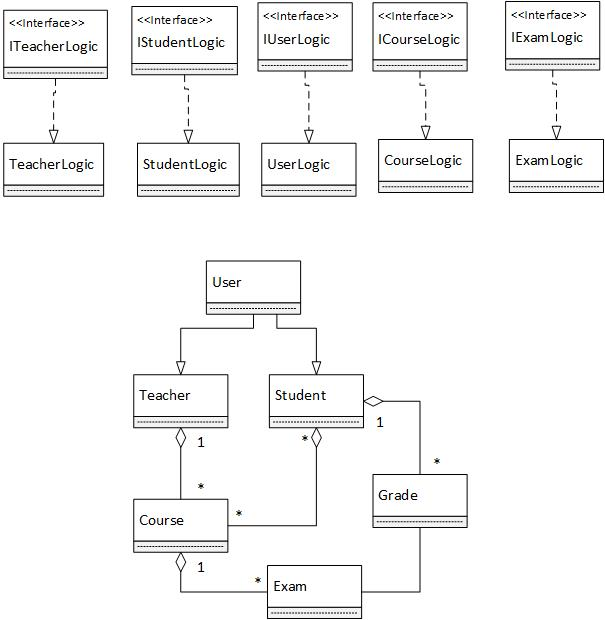 <<Interface>>
ITeacherLogic
<<Interface>>
IStudentLogic
<<Interface>>
IUserLogic
<<Interface>>
ICourseLogic
<<Interface>>
IExamLogic
TeacherLogic
StudentLogic
UserLogic
CourseLogic
ExamLogic
User
Teacher
Student
1
*
1
*
*
*
Grade
Course
1
*
Exam